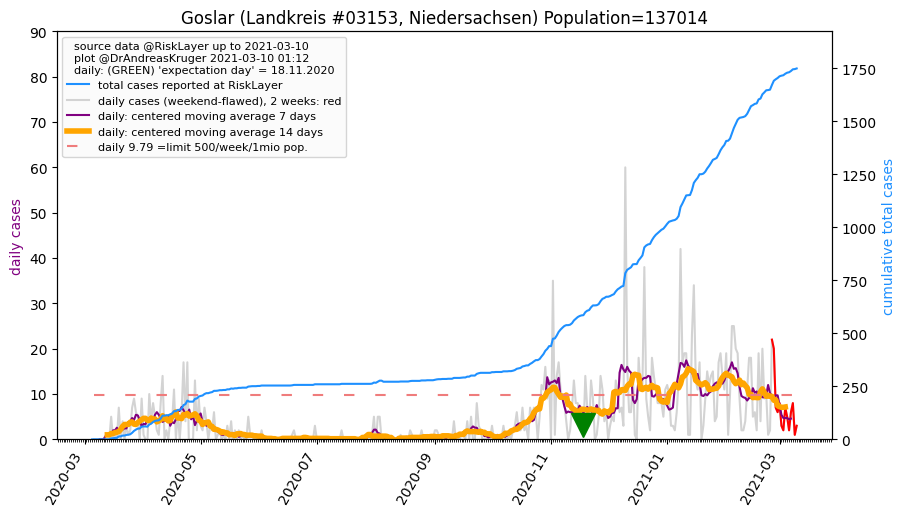 Goslar (Landkreis #03153, Niedersachsen) Population=137014
source data @RiskLayer up to 2021-03-10
plot @DrAndreasKruger 2021-03-10 01:12
daily: (GREEN) 'expectation day' = 18.11.2020
total cases reported at RiskLayer
daily cases (weekend-flawed), 2 weeks: red
daily: centered moving average 7 days
daily: centered moving average 14 days
daily 9.79 =limit 500/week/1mio pop.
daily cases
90
80
70
60
50
40
30
20
10
0
1750
1500
1250
1000
750
500
250
0
cumulative total cases
2020-03
2020-05
2020-07
2020-09
2020-11
2021-01
2021-03